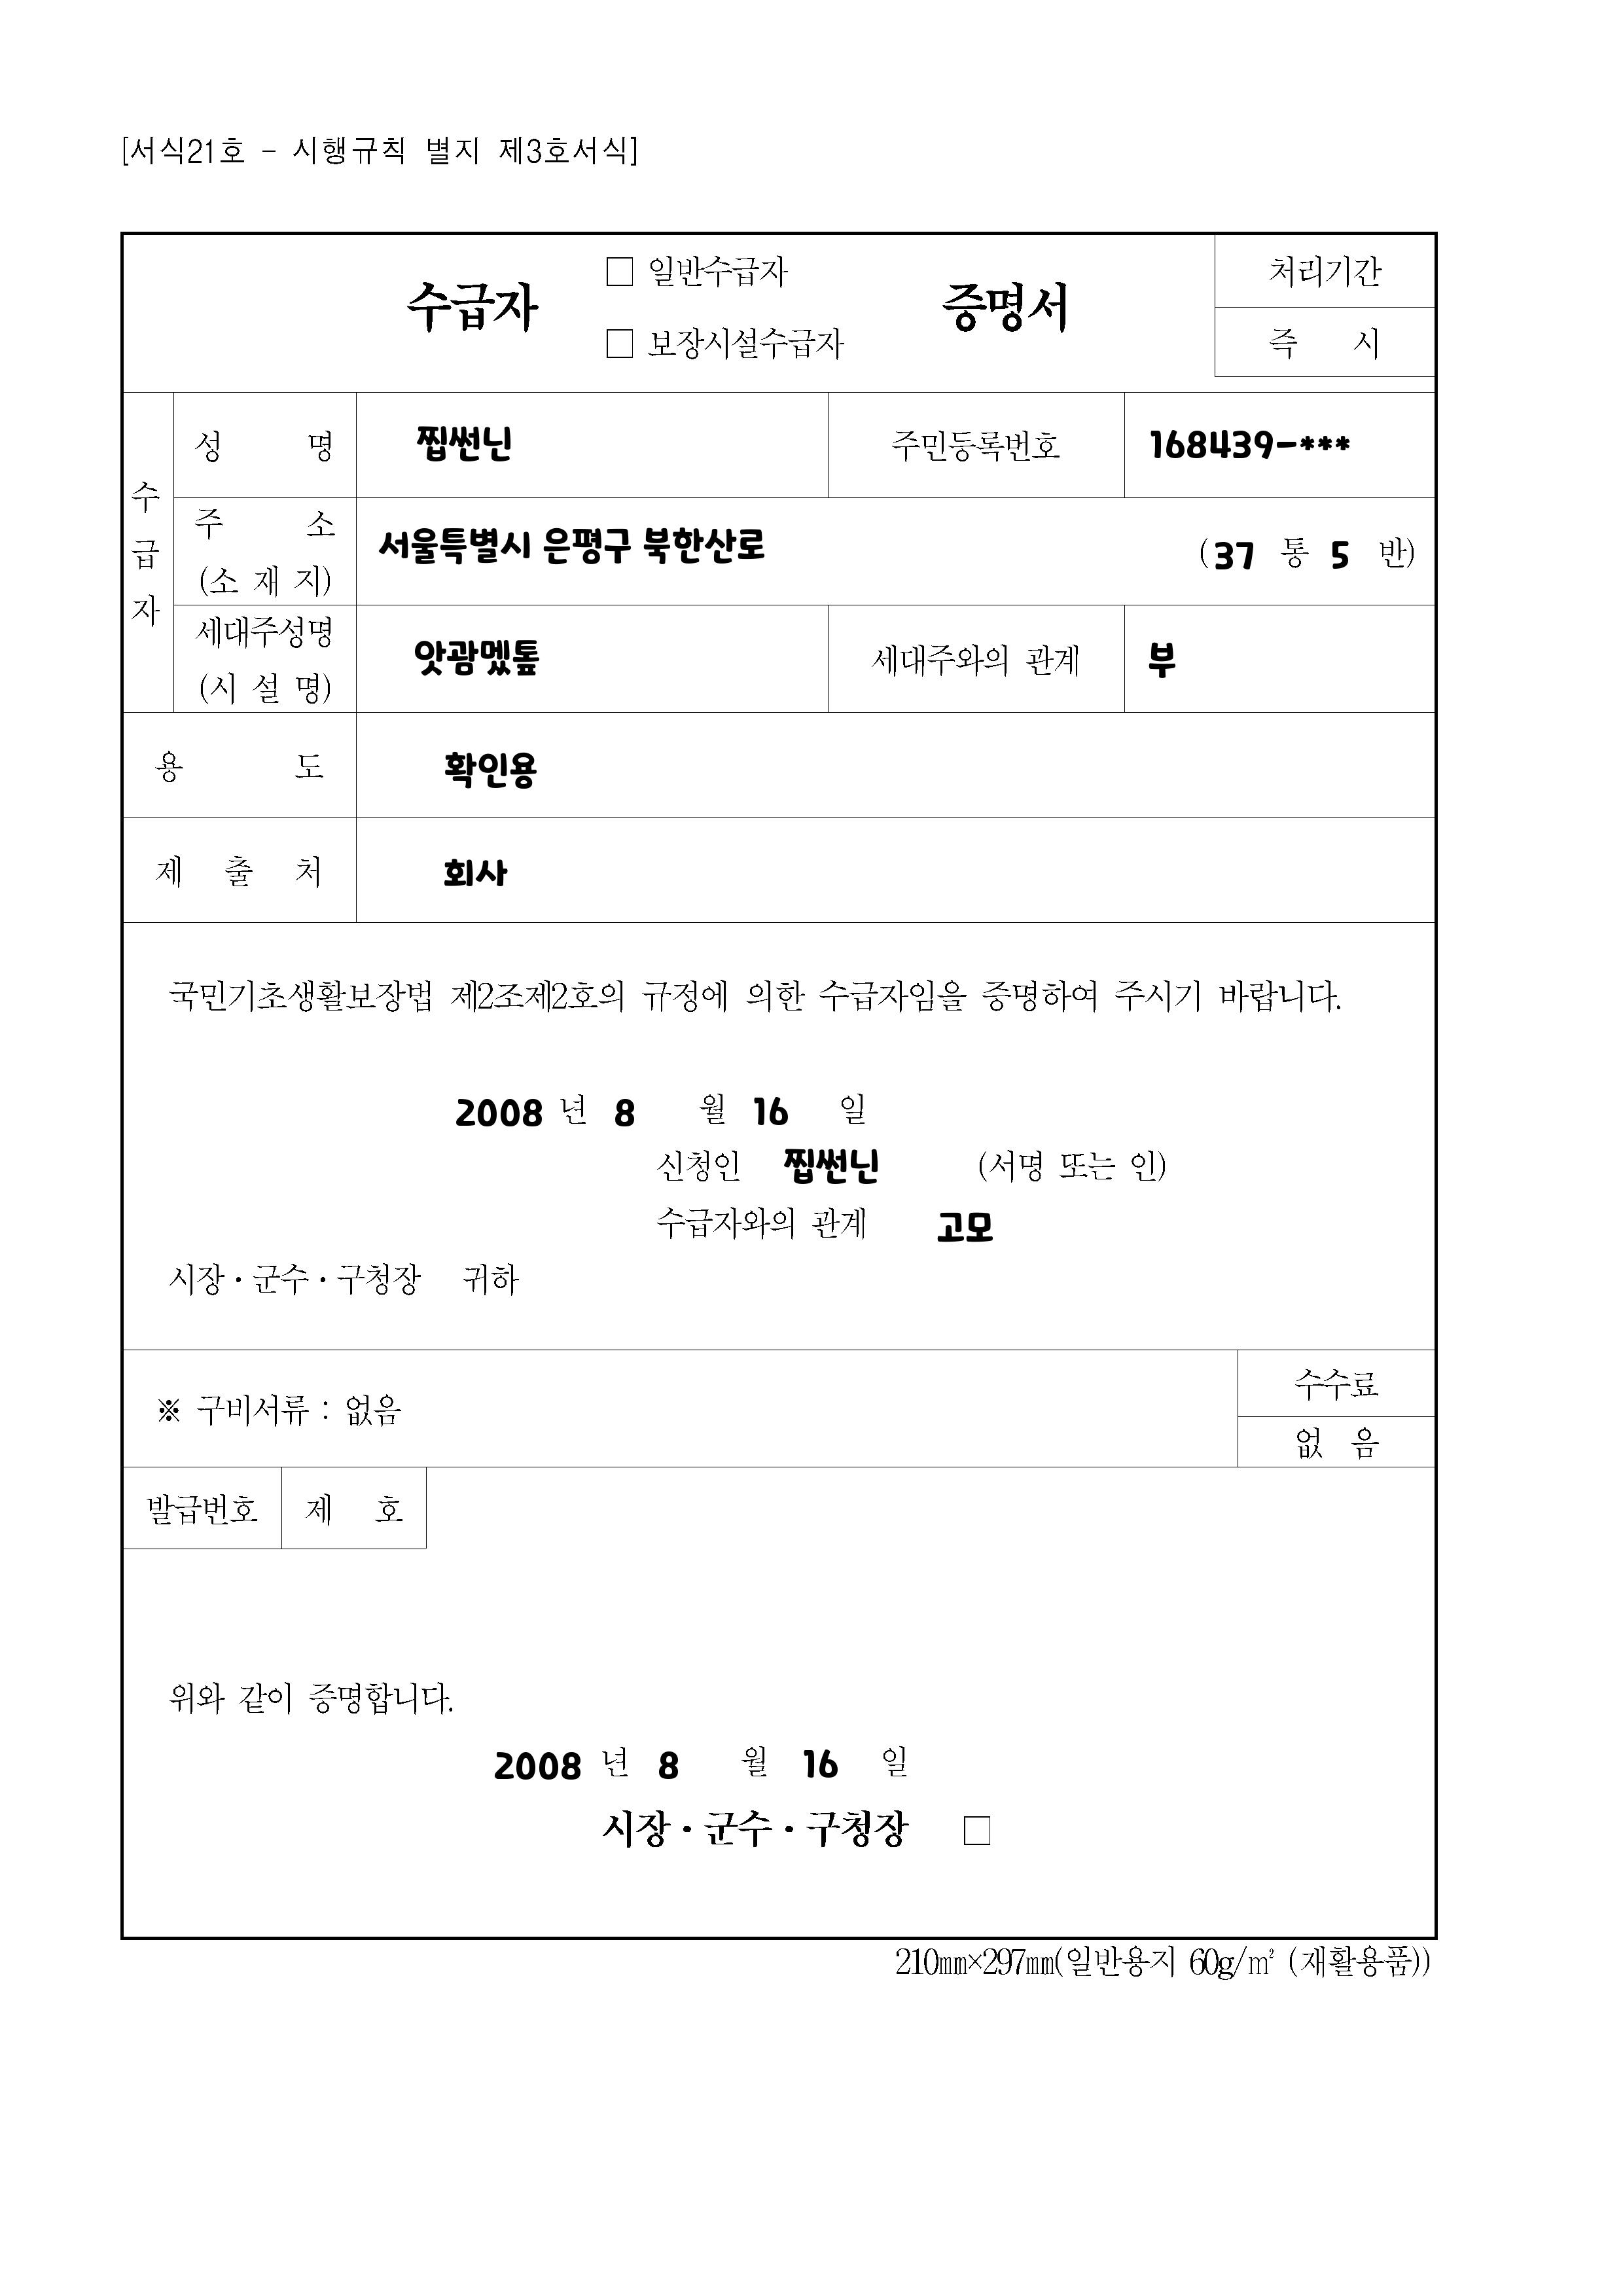 [서식21호 - 시행규칙 별지 제3호서식]
수급자 □ 일반수급자 □ 보장시설수급자 증명서
처리기간
즉 시
수급자
성 명 찝썬닌 주민등록번호 168439-***
주 소 (소 재 지) 서울특별시 은평구 북한산로 (37 통 5 반)
세대주성명 (시 설 명) 앗괌멨톺 세대주와의 관계 부
용 도 확인용
제 출 처 회사
국민기초생활보장법 제2조제2호의 규정에 의한 수급자임을 증명하여 주시기 바랍니다.
2008 년 8 월 16 일
신청인 찝썬닌 (서명 또는 인)
수급자와의 관계 고모
시장·군수·구청장 귀하
※ 구비서류 : 없음
수수료
없 음
발급번호 제 호
위와 같이 증명합니다.
2008 년 8 월 16 일
시장·군수·구청장 □
210㎜×297㎜(일반용지 60g/㎡ (재활용품))